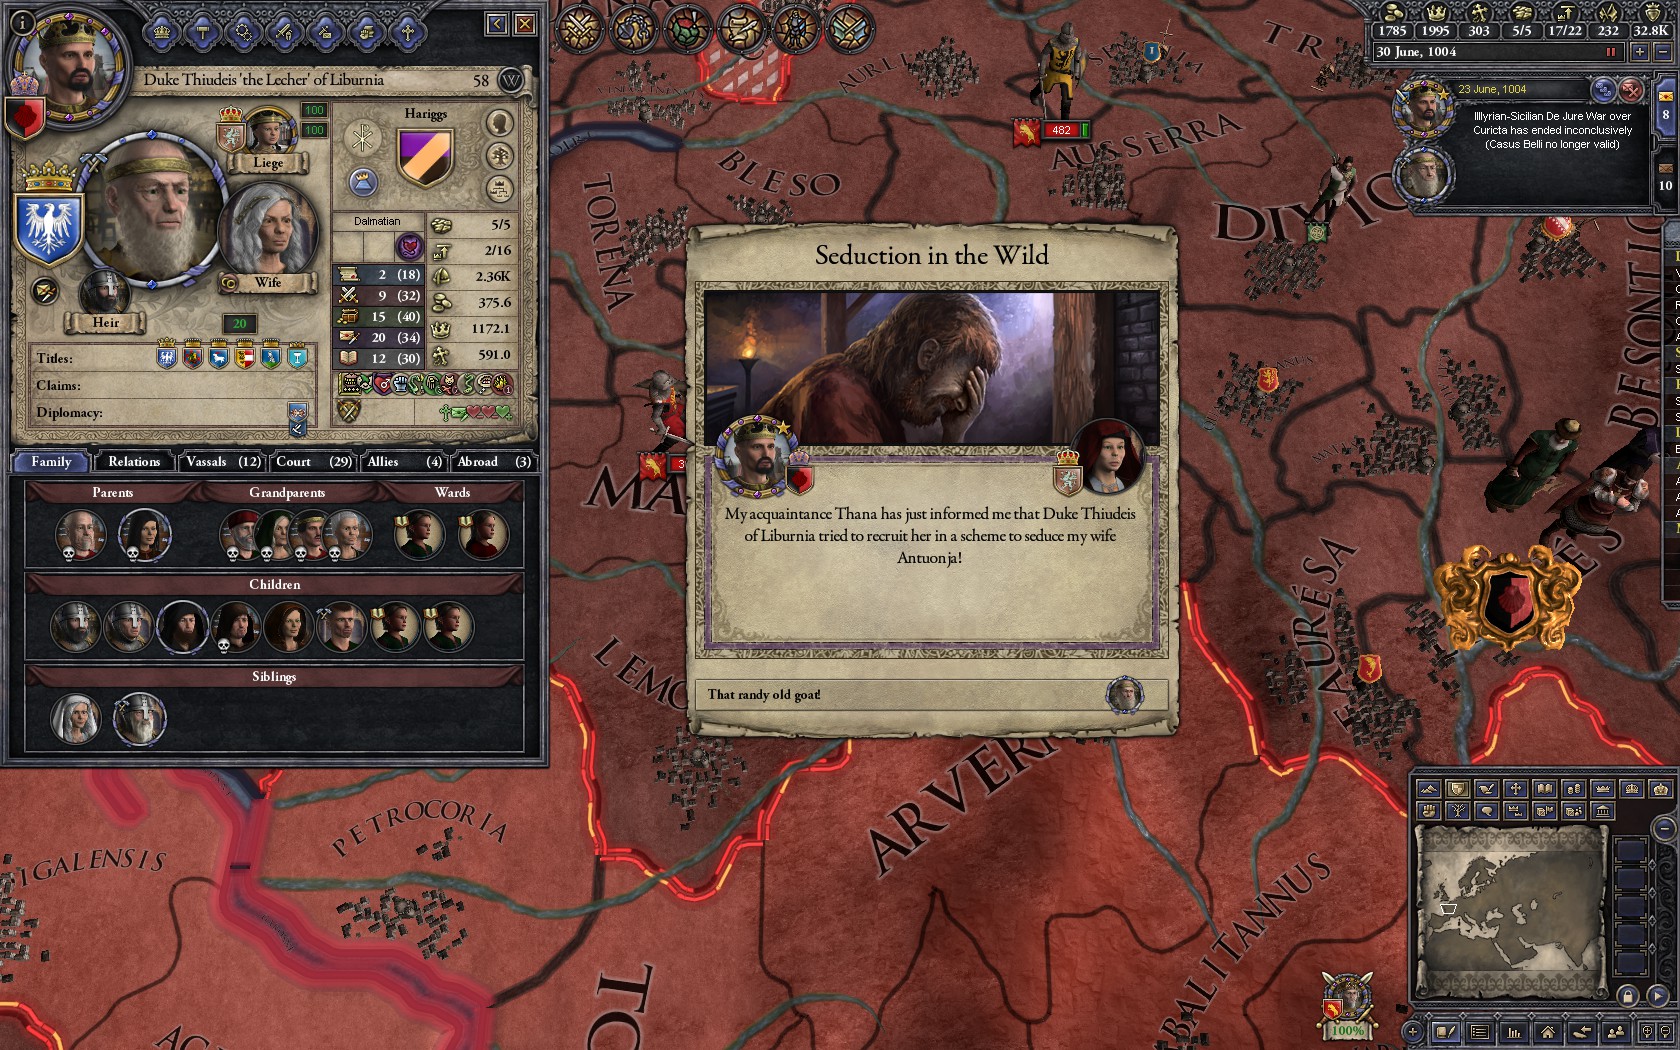 Duke Thiudeis 'the Lecher' of Liburnia
58
Hariggs
100
100
Liege
Wife
Heir
20
Dalmatian
2 (18)
9 (32)
15 (40)
20 (34)
12 (30)
5/5
2/16
2.36K
375.6
1172.1
591.0
Titles:
Claims:
Diplomacy:
Family
Relations
Vassals (12)
Court (29)
Allies (4)
Abroad (3)
Parents
Grandparents
Wards
Children
Siblings
1785
1995
303
5/5
17/22
232
32.8K
30 June, 1004
23 June, 1004
Illyrian-Sicilian De Jure War over
Curicta has ended inconclusively
(Casus Belli no longer valid)
8
10
Seduction in the Wild
My acquaintance Thana has just informed me that Duke Thiudeis
of Liburnia tried to recruit her in a scheme to seduce my wife
Antuonja!
That randy old goat!
482
BLESO
TORENA
AUSSÈRA
BESONTIO
AURÉSA
PETROCORIA
IGALENSIS
BALITANNUS
100%